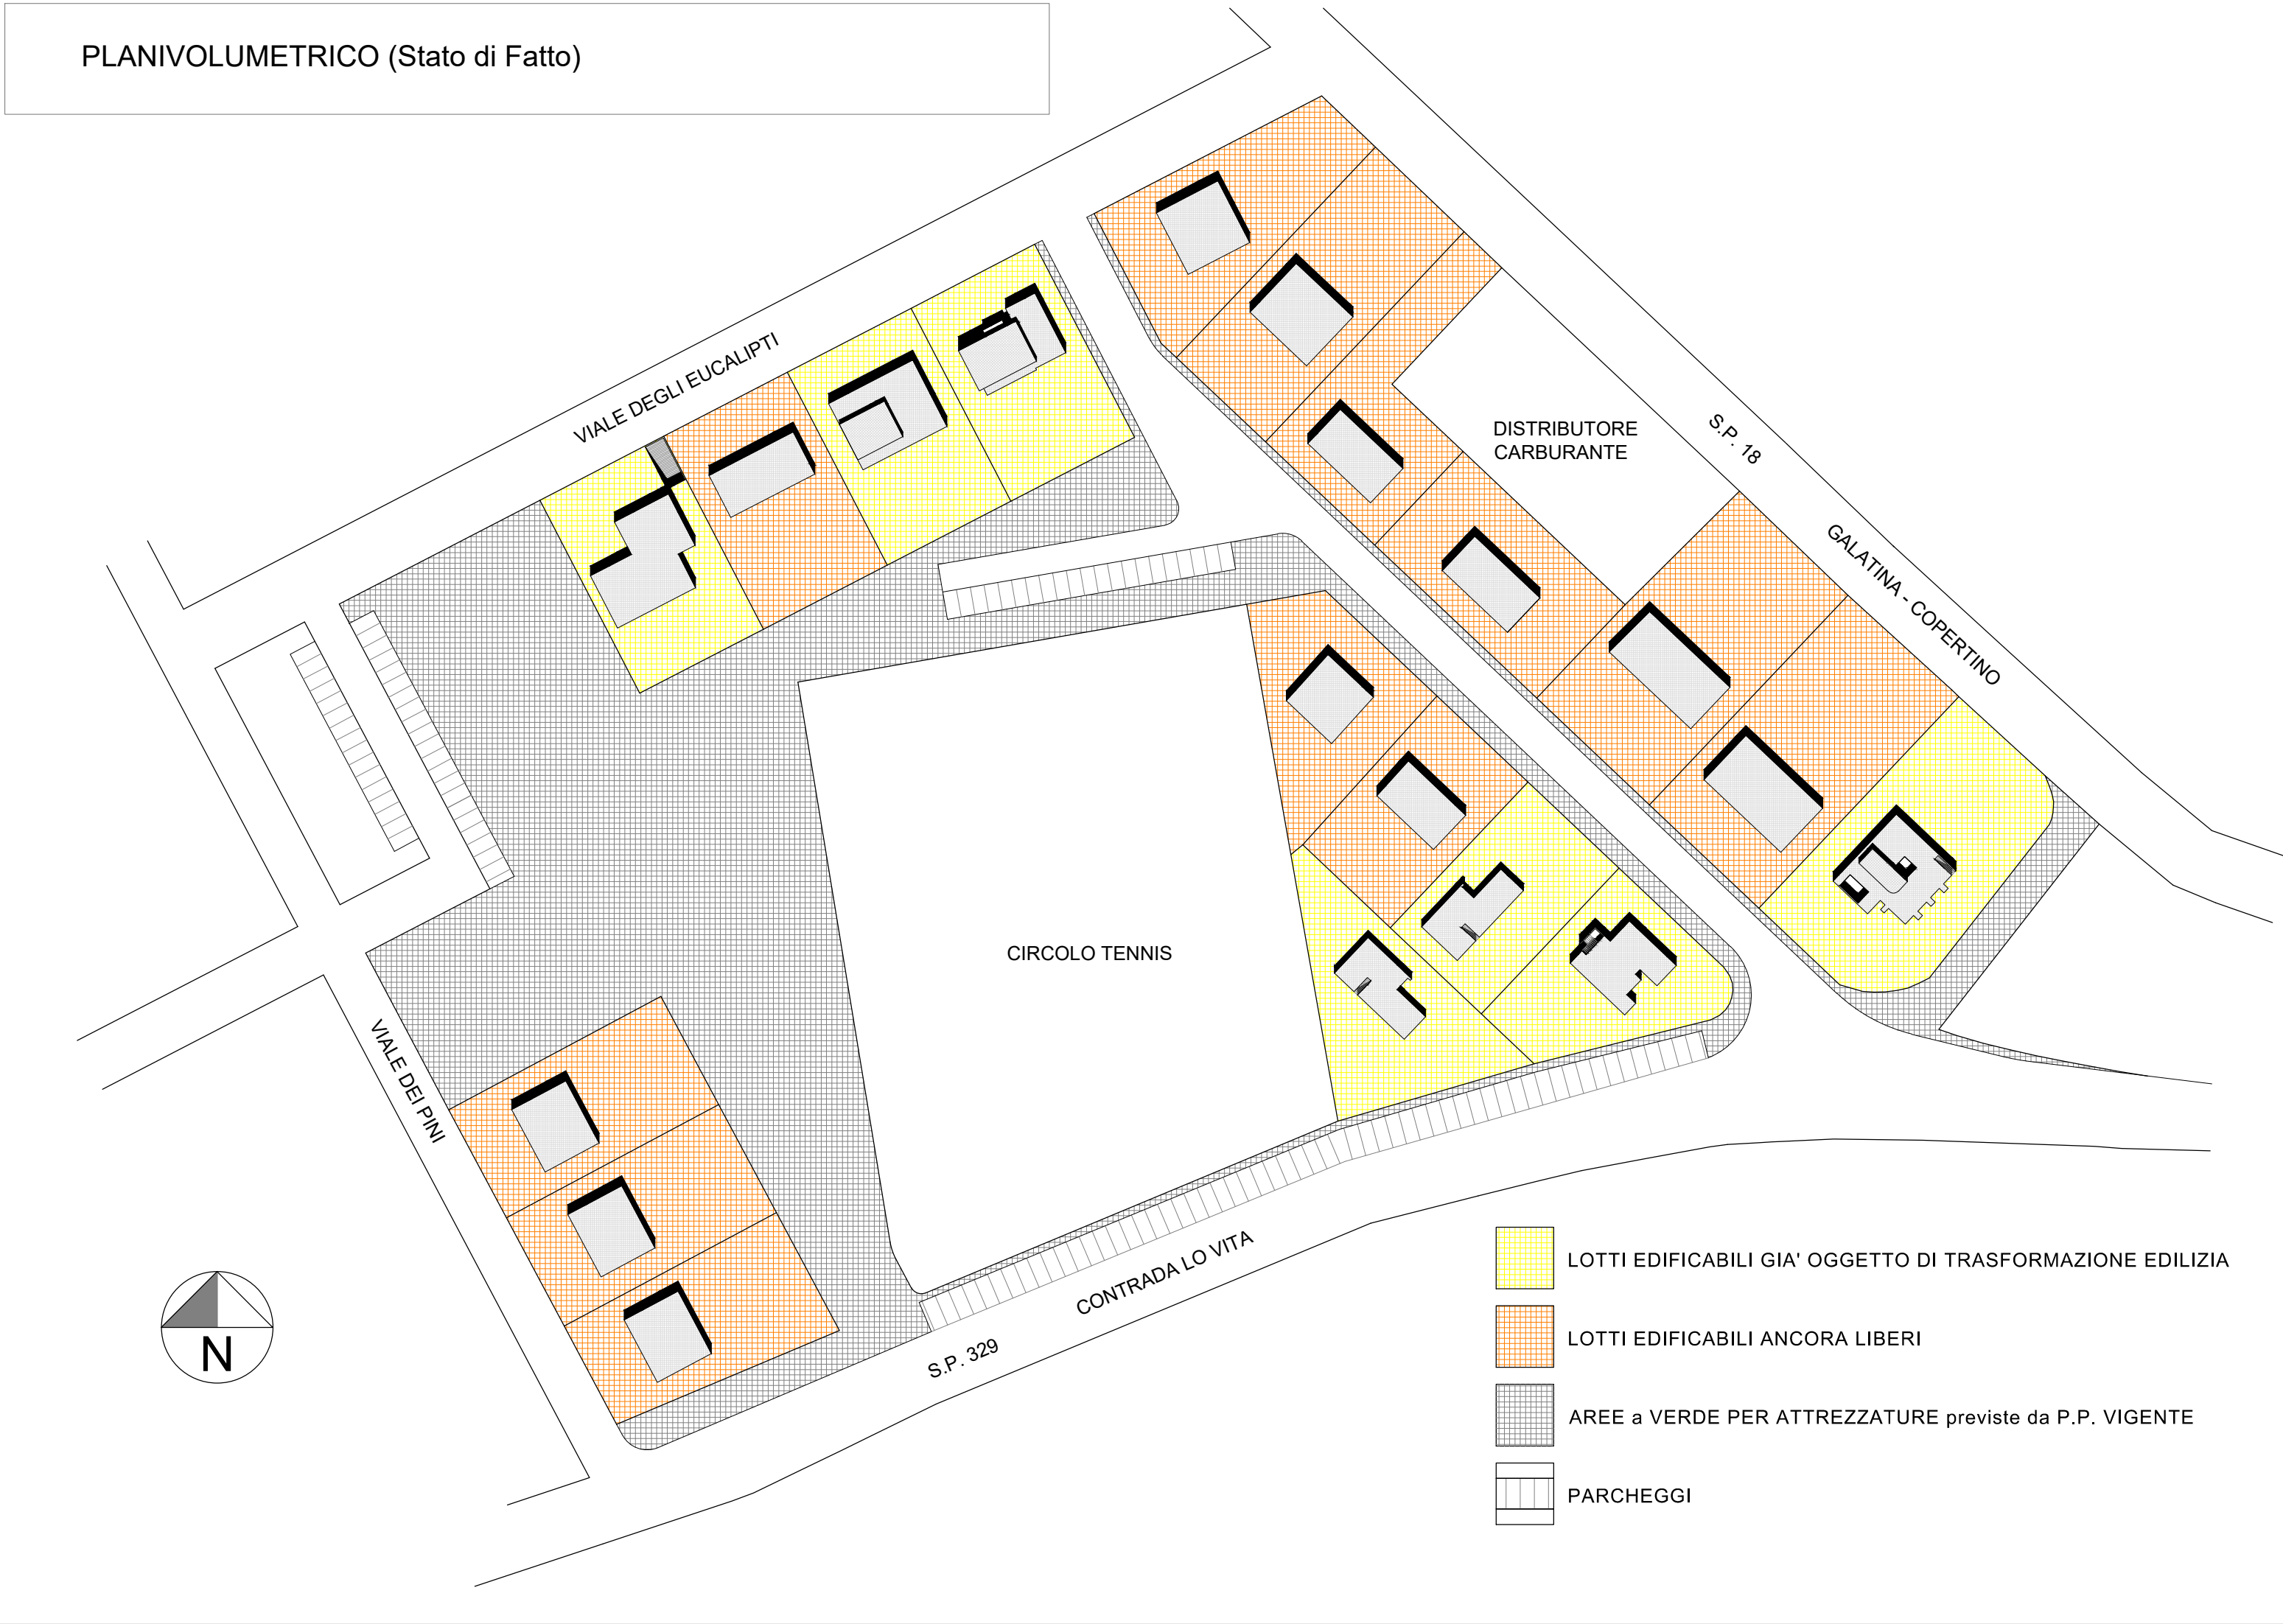 PLANIVOLUMETRICO (Stato di Fatto)
VIALE DEGLI EUCALIPTI
DISTRIBUTORE
CARBURANTE
S.P. 18
GALATINA - COPERTINO
CIRCOLO TENNIS
VIALE DEI PINI
CONTRADA LO VITA
S.P. 329
N
LOTTI EDIFICABILI GIA' OGGETTO DI TRASFORMAZIONE EDILIZIA
LOTTI EDIFICABILI ANCORA LIBERI
AREE a VERDE PER ATTREZZATURE previste da P.P. VIGENTE
PARCHEGGI